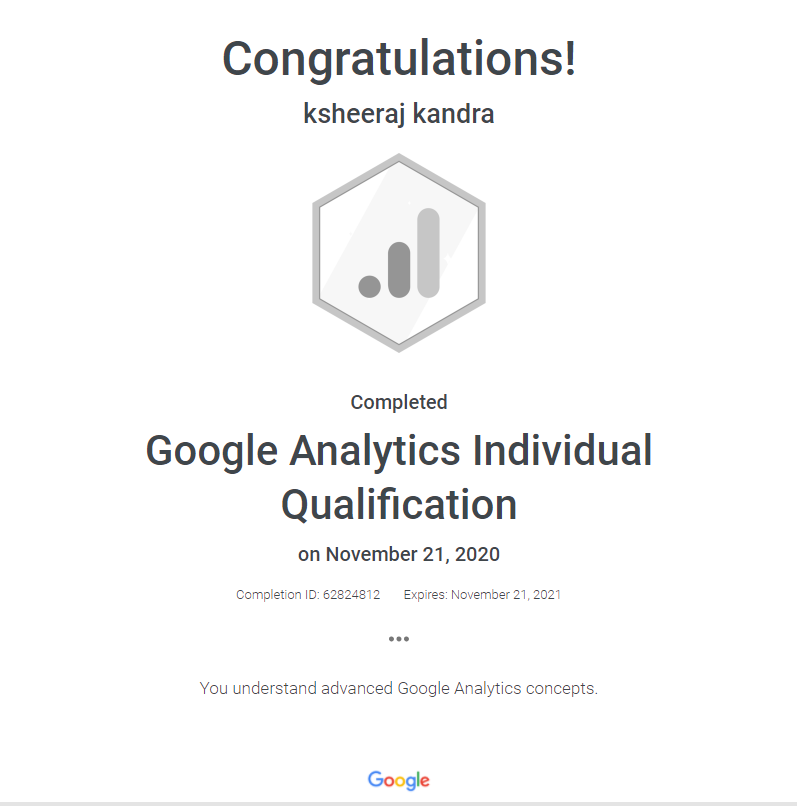 Congratulations!
ksheeraj kandra
Completed
Google Analytics Individual
Qualification
on November 21, 2020
Completion ID: 62824812 Expires: November 21, 2021
•••
You understand advanced Google Analytics concepts.
Google